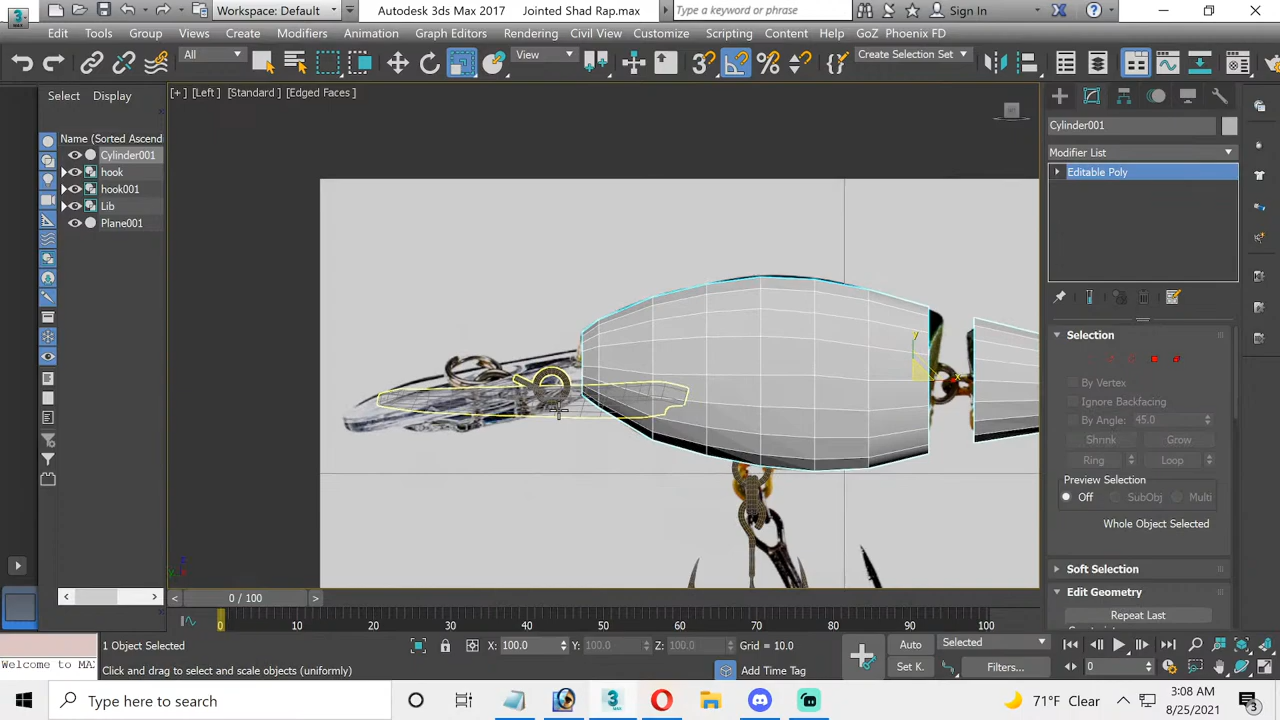 Workspace: Default
Autodesk 3ds Max 2017
Jointed Shad Rap.max
Type a keyword or phrase
Sign In
Edit
Tools
Group
Views
Create
Modifiers
Animation
Graph Editors
Rendering
Civil View
Customize
Scripting
Content
Help
GoZ
Phoenix FD
All
View
Create Selection Set
Select
Display
[+] [Left] [Standard] [Edged Faces]
Name (Sorted Ascend
Cylinder001
hook
hook001
Lib
Plane001
Cylinder001
Modifier List
Editable Poly
Selection
By Vertex
Ignore Backfacing
By Angle: 45.0
Shrink
Grow
Ring
Loop
Preview Selection
Off
SubObj
Multi
Whole Object Selected
Soft Selection
Edit Geometry
Repeat Last
y
x
0 / 100
0
10
20
30
40
50
60
70
80
90
100
1 Object Selected
X: 100.0
Y: 100.0
Z: 100.0
Grid = 10.0
Auto
Selected
Welcome to MAX
Click and drag to select and scale objects (uniformly)
Add Time Tag
Set K.
Filters...
0
Type here to search
71°F Clear
3:08 AM
8/25/2021
3